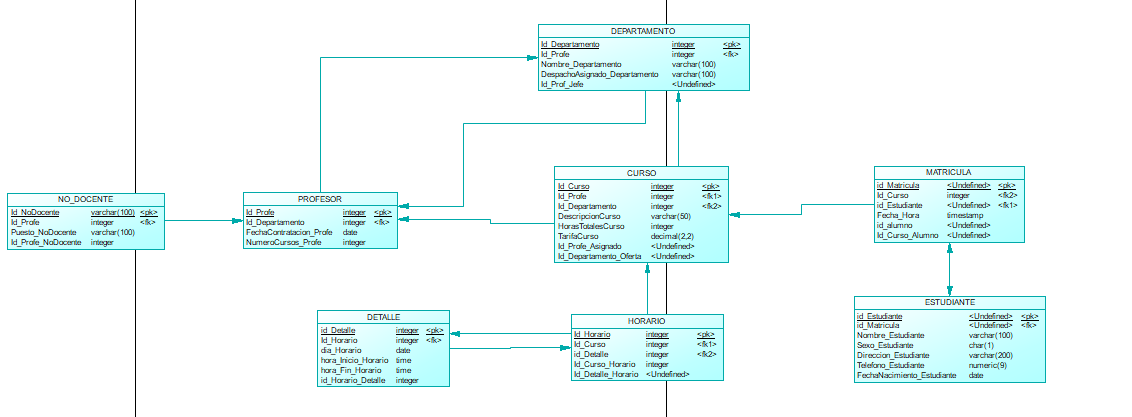 DEPARTAMENTO
Id_Departamento integer <pk>
Id_Profe integer <fk>
Nombre_Departamento varchar(100)
DespachoAsignado_Departamento varchar(100)
Id_Prof_Jefe <Undefined>
NO_DOCENTE
Id_NoDocente varchar(100) <pk>
Id_Profe integer <fk>
Puesto_NoDocente varchar(100)
Id_Profe_NoDocente integer
PROFESOR
Id_Profe integer <pk>
Id_Departamento integer <fk>
FechaContratacion_Profe date
NumeroCursos_Profe integer
CURSO
Id_Curso integer <pk>
Id_Profe integer <fk1>
Id_Departamento integer <fk2>
DescripcionCurso varchar(50)
HorasTotalesCurso integer
TarifaCurso decimal(2,2)
Id_Profe_Asignado <Undefined>
Id_Departamento_Oferta <Undefined>
MATRICULA
id_Matricula <Undefined> <pk>
Id_Curso integer <fk2>
id_Estudiante <Undefined> <fk1>
Fecha_Hora timestamp
id_alumno <Undefined>
Id_Curso_Alumno <Undefined>
DETALLE
id_Detalle integer <pk>
Id_Horario integer <fk>
dia_Horario date
hora_Inicio_Horario time
hora_Fin_Horario time
id_Horario_Detalle integer
HORARIO
Id_Horario integer <pk>
Id_Curso integer <fk1>
id_Detalle integer <fk2>
Id_Curso_Horario integer
Id_Detalle_Horario <Undefined>
ESTUDIANTE
id_Estudiante <Undefined> <pk>
id_Matricula <Undefined> <fk>
Nombre_Estudiante varchar(100)
Sexo_Estudiante char(1)
Direccion_Estudiante varchar(200)
Telefono_Estudiante numeric(9)
FechaNacimiento_Estudiante date